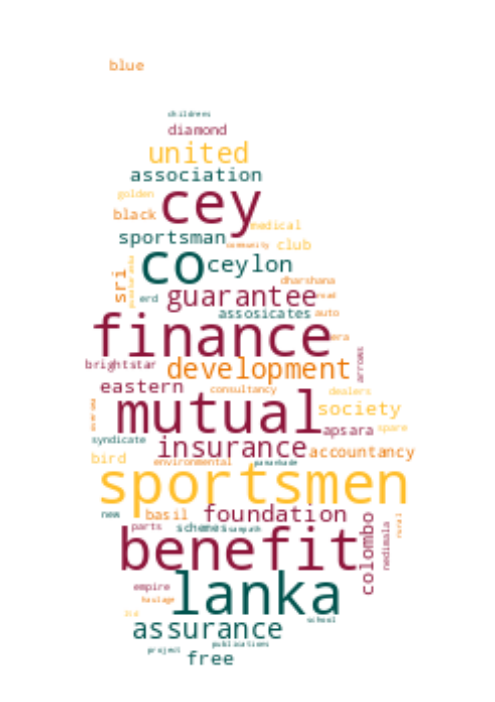 blue
childrens
diamond
united
association
golden
cey
black
medical
sportsman
community
club
co
ceylon
sri
dharshana
erd
guarantee
assosicates
auto
finance
brightstar
development
arrows
eastern
consultancy
dealers
mutual
society
syndicate
apsara
spare
insurance
accountancy
bird
environmental
sportsmen
new
basil
foundation
parts
schemes
sampath
benefit
colombo
nedimala
rural
empire
lanka
haulage
ltd
school
assurance
publications
project
free